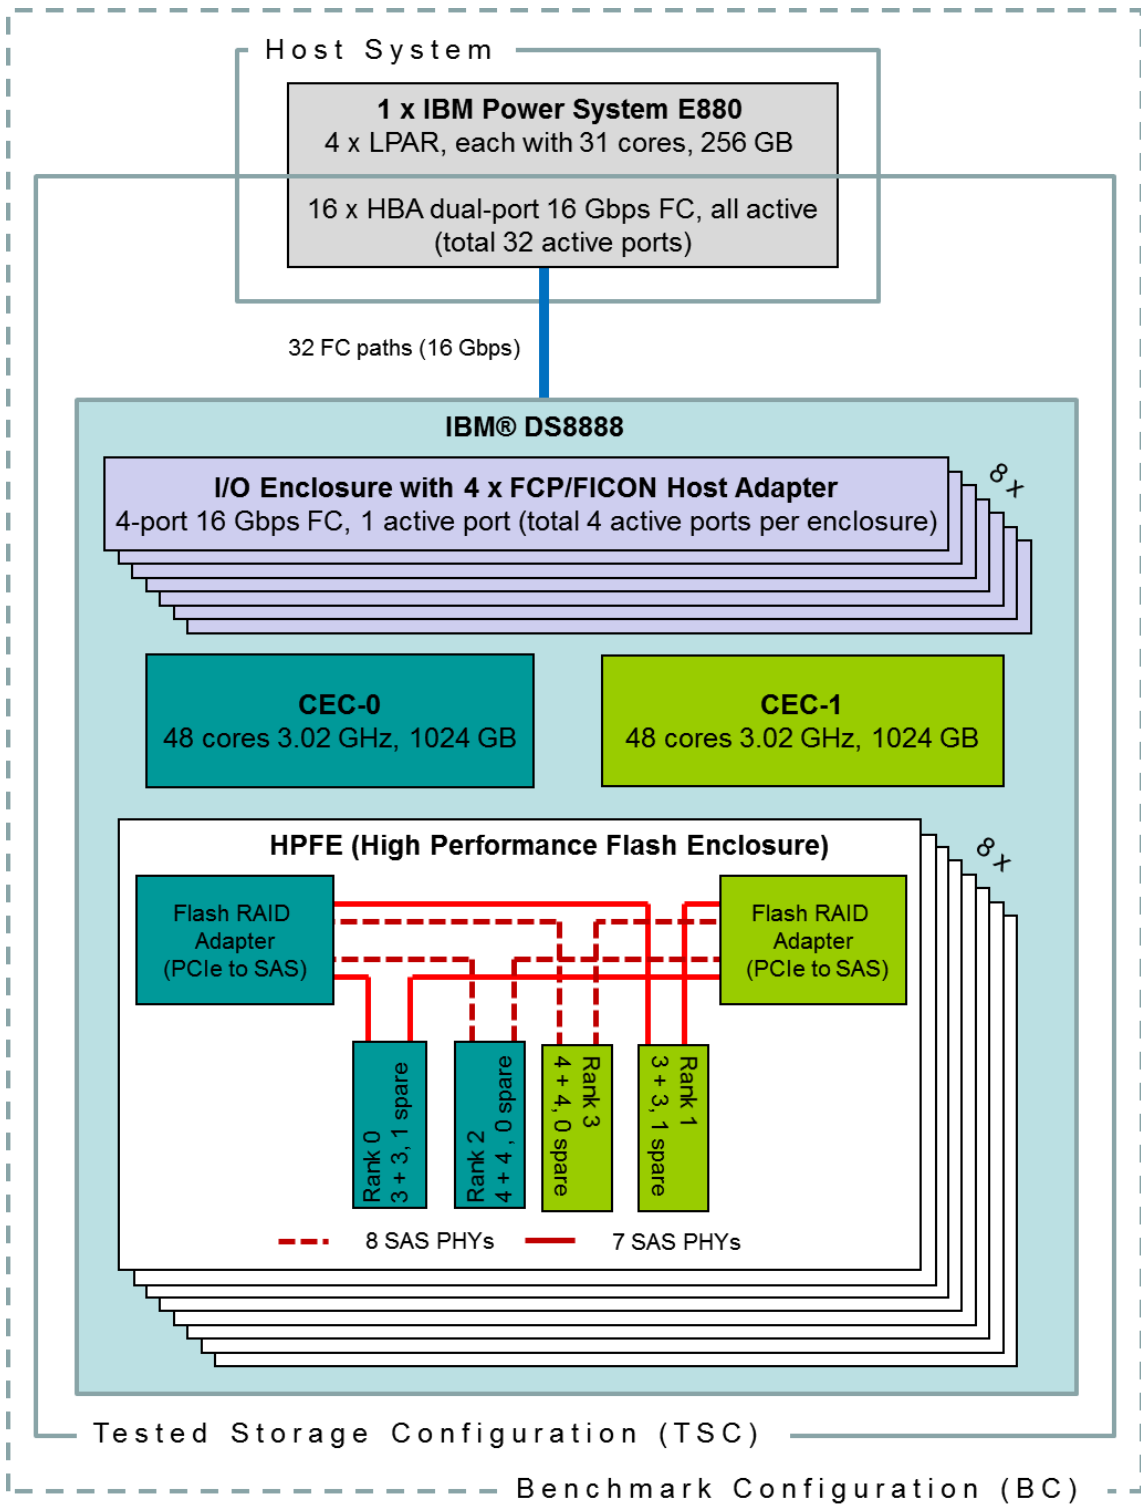 Host System
1 x IBM Power System E880
4 x LPAR, each with 31 cores, 256 GB
16 x HBA dual-port 16 Gbps FC, all active
(total 32 active ports)
32 FC paths (16 Gbps)
IBM® DS8888
I/O Enclosure with 4 x FCP/FICON Host Adapter
4-port 16 Gbps FC, 1 active port (total 4 active ports per enclosure)
8 x
CEC-0
48 cores 3.02 GHz, 1024 GB
CEC-1
48 cores 3.02 GHz, 1024 GB
HPFE (High Performance Flash Enclosure)
8 x
Flash RAID
Adapter
(PCIe to SAS)
Flash RAID
Adapter
(PCIe to SAS)
Rank 0
3 + 3, 1 spare
Rank 2
4 + 4 , 0 spare
Rank 3
4 + 4, 0 spare
Rank 1
3 + 3, 1 spare
8 SAS PHYs
7 SAS PHYs
Tested Storage Configuration (TSC)
Benchmark Configuration (BC)